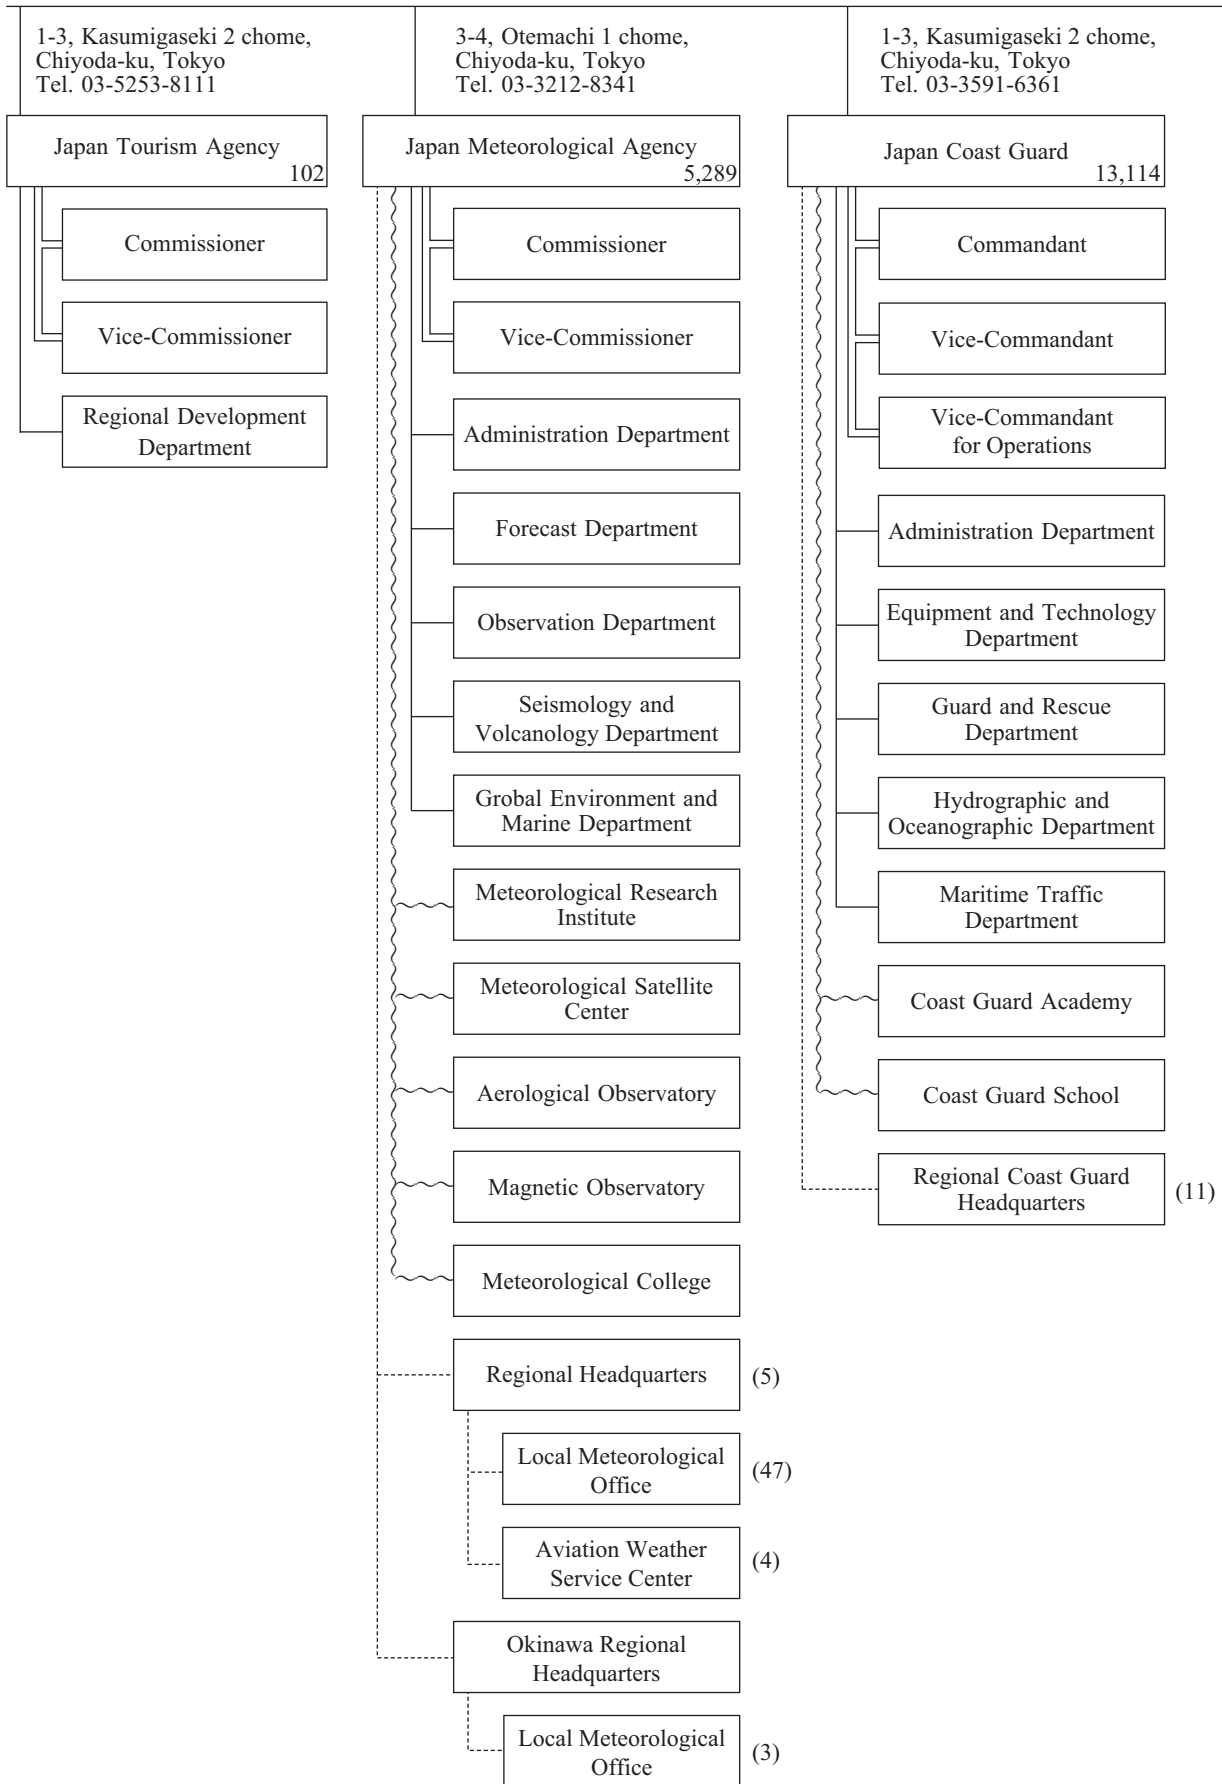 1-3, Kasumigaseki 2 chome,
Chiyoda-ku, Tokyo
Tel. 03-5253-8111
Japan Tourism Agency
102
Commissioner
Vice-Commissioner
Regional Development
Department
3-4, Otemachi 1 chome,
Chiyoda-ku, Tokyo
Tel. 03-3212-8341
Japan Meteorological Agency
5,289
Commissioner
Vice-Commissioner
Administration Department
Forecast Department
Observation Department
Seismology and
Volcanology Department
Grobal Environment and
Marine Department
Meteorological Research
Institute
Meteorological Satellite
Center
Aerological Observatory
Magnetic Observatory
Meteorological College
Regional Headquarters
(5)
Local Meteorological
Office
(47)
Aviation Weather
Service Center
(4)
Okinawa Regional
Headquarters
Local Meteorological
Office
(3)
1-3, Kasumigaseki 2 chome,
Chiyoda-ku, Tokyo
Tel. 03-3591-6361
Japan Coast Guard
13,114
Commandant
Vice-Commandant
Vice-Commandant
for Operations
Administration Department
Equipment and Technology
Department
Guard and Rescue
Department
Hydrographic and
Oceanographic Department
Maritime Traffic
Department
Coast Guard Academy
Coast Guard School
Regional Coast Guard
Headquarters
(11)